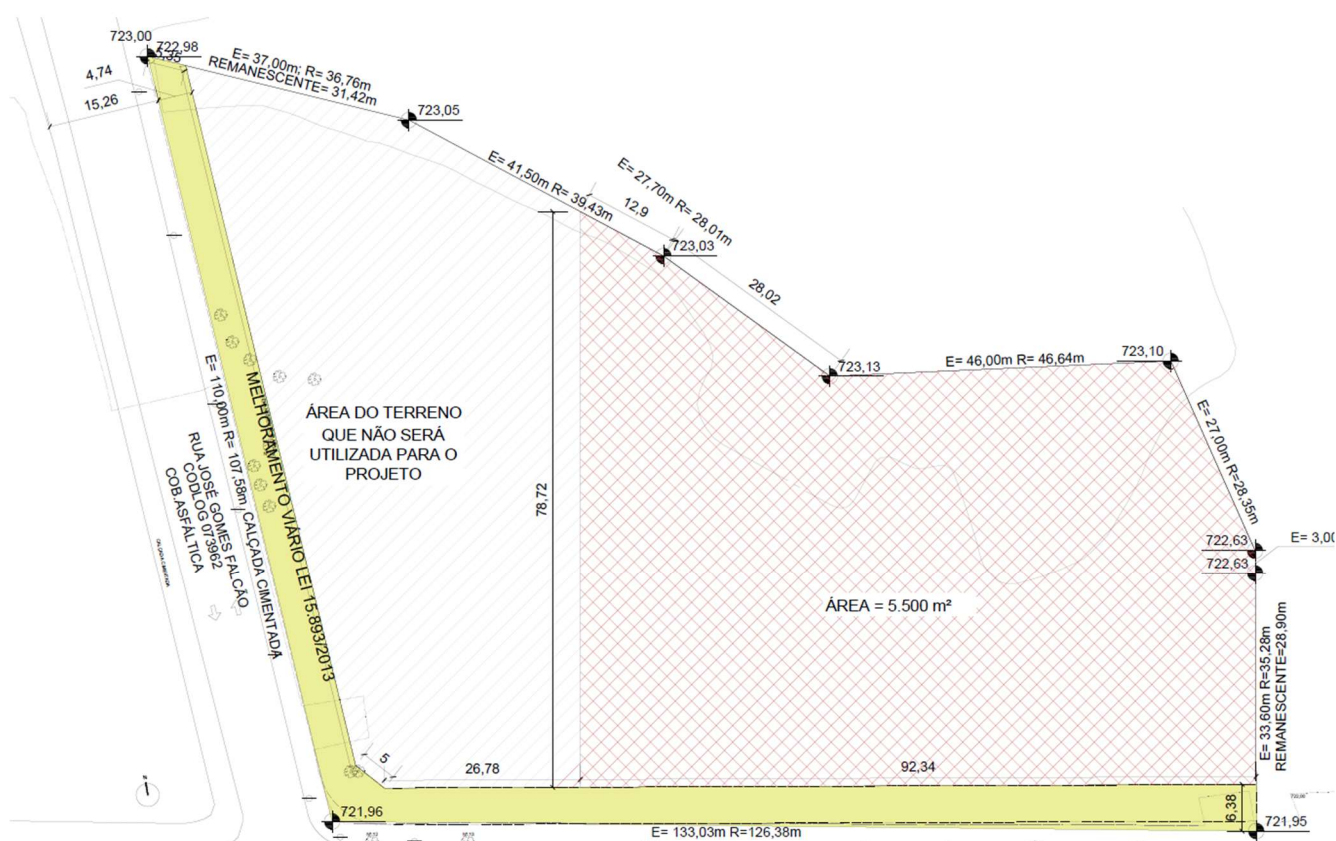 723,00
722,98
5,35
4,74
15,26
E= 37,00m; R= 36,76m
REMANESCENTE= 31,42m
723,05
E= 41,50m R= 39,43m
E= 27,70m R= 28,01m
12,9
723,03
28,02
723,13
E= 46,00m R= 46,64m
723,10
E= 27,00m R=28,35m
722,63
722,63
E= 3,00
ÁREA DO TERRENO
QUE NÃO SERÁ
UTILIZADA PARA O
PROJETO
78,72
ÁREA = 5.500 m²
MELHORAMENTO VIÁRIO LEI 15.893/2013
E= 110,00m R= 107,58m
CALÇADA CIMENTADA
RUA JOSÉ GOMES FALCÃO
CODLOG 073962
COB.ASFÁLTICA
CALÇADA CIMENTADA
E= 33,60m R=35,28m
REMANESCENTE=28,90m
5
26,78
92,34
6,38
N
721,96
721,95
E= 133,03m R=126,38m